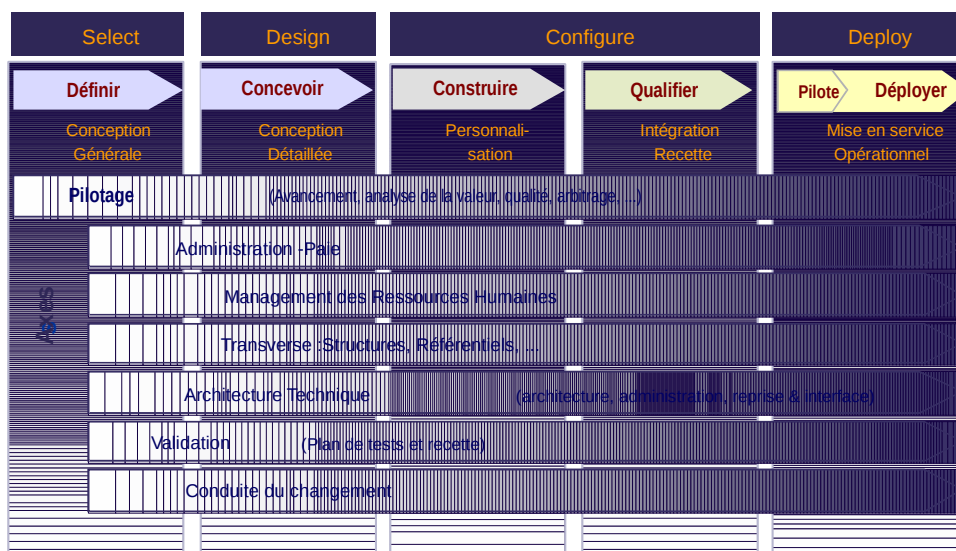 Select
Design
Configure
Deploy
Définir
Concevoir
Construire
Qualifier
Pilote
Déployer
Conception
Générale
Conception
Détaillée
Personnali-
sation
Intégration
Recette
Mise en service
Opérationnel
Pilotage (Avancement, analyse de la valeur, qualité, arbitrage, ...)
Administration -Paie
Management des Ressources Humaines
Axes
Transverse :Structures, Référentiels, ...
Architecture Technique (architecture, administration, reprise & interface)
Validation (Plan de tests et recette)
Conduite du changement